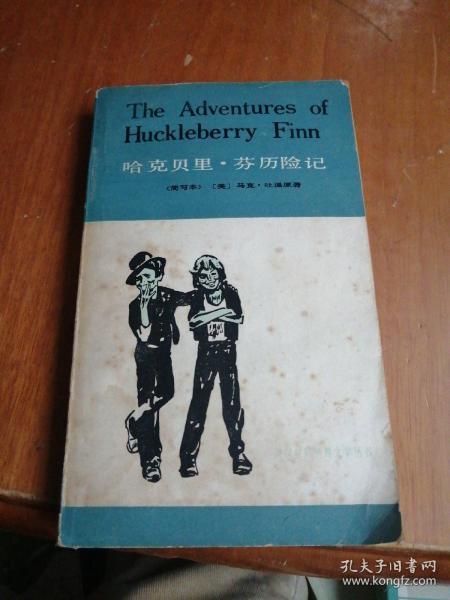 The Adventures of
Huckleberry Finn
哈克贝里·芬历险记
(简写本) [美] 马克·吐温原著
孔夫子旧书网
www.kongfz.com